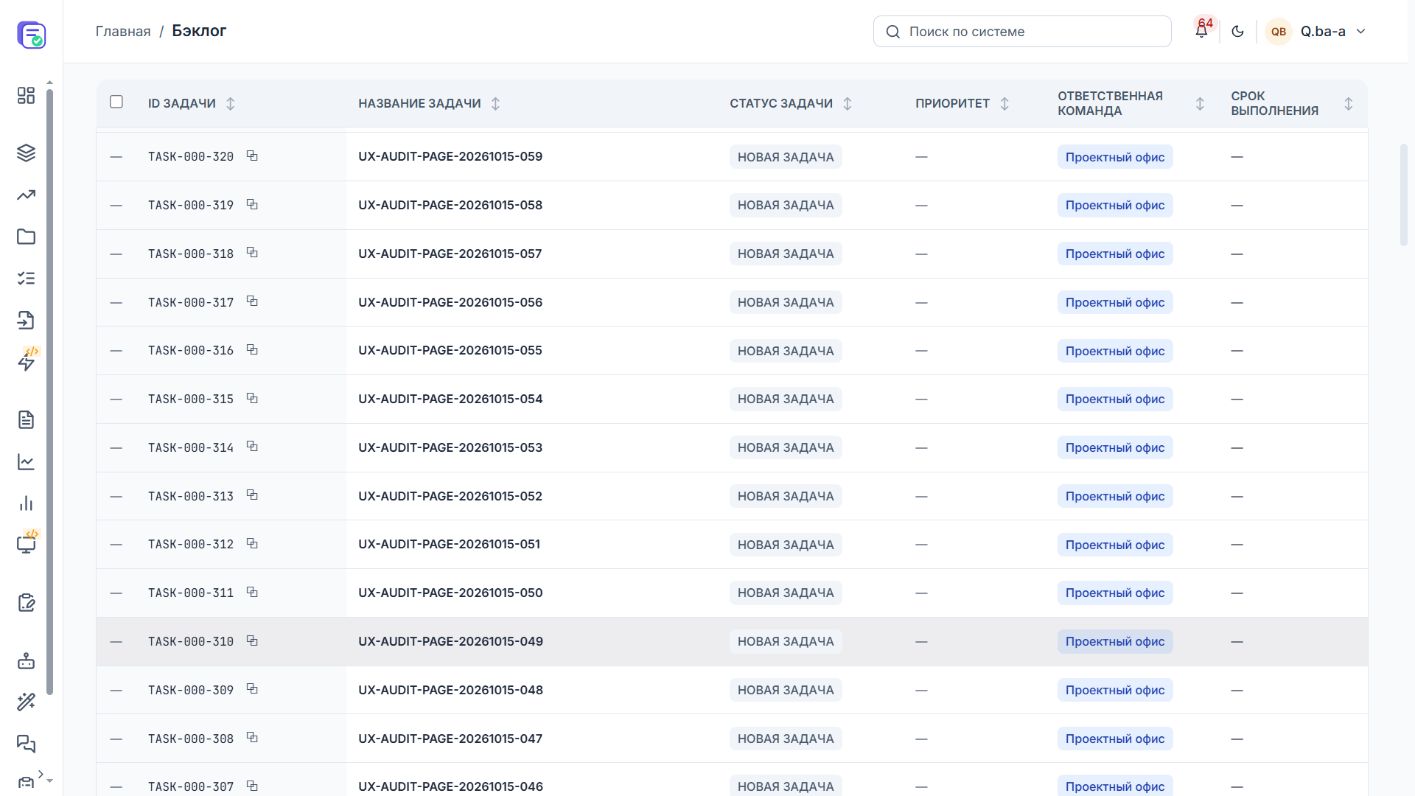 Главная / Бэклог
Поиск по системе
64
QB
Q.ba-a
ID ЗАДАЧИ НАЗВАНИЕ ЗАДАЧИ СТАТУС ЗАДАЧИ ПРИОРИТЕТ ОТВЕТСТВЕННАЯ КОМАНДА СРОК ВЫПОЛНЕНИЯ
— TASK-000-320 UX-AUDIT-PAGE-20261015-059 НОВАЯ ЗАДАЧА — Проектный офис —
— TASK-000-319 UX-AUDIT-PAGE-20261015-058 НОВАЯ ЗАДАЧА — Проектный офис —
— TASK-000-318 UX-AUDIT-PAGE-20261015-057 НОВАЯ ЗАДАЧА — Проектный офис —
— TASK-000-317 UX-AUDIT-PAGE-20261015-056 НОВАЯ ЗАДАЧА — Проектный офис —
— TASK-000-316 UX-AUDIT-PAGE-20261015-055 НОВАЯ ЗАДАЧА — Проектный офис —
— TASK-000-315 UX-AUDIT-PAGE-20261015-054 НОВАЯ ЗАДАЧА — Проектный офис —
— TASK-000-314 UX-AUDIT-PAGE-20261015-053 НОВАЯ ЗАДАЧА — Проектный офис —
— TASK-000-313 UX-AUDIT-PAGE-20261015-052 НОВАЯ ЗАДАЧА — Проектный офис —
— TASK-000-312 UX-AUDIT-PAGE-20261015-051 НОВАЯ ЗАДАЧА — Проектный офис —
— TASK-000-311 UX-AUDIT-PAGE-20261015-050 НОВАЯ ЗАДАЧА — Проектный офис —
— TASK-000-310 UX-AUDIT-PAGE-20261015-049 НОВАЯ ЗАДАЧА — Проектный офис —
— TASK-000-309 UX-AUDIT-PAGE-20261015-048 НОВАЯ ЗАДАЧА — Проектный офис —
— TASK-000-308 UX-AUDIT-PAGE-20261015-047 НОВАЯ ЗАДАЧА — Проектный офис —
— TASK-000-307 UX-AUDIT-PAGE-20261015-046 НОВАЯ ЗАДАЧА — Проектный офис —